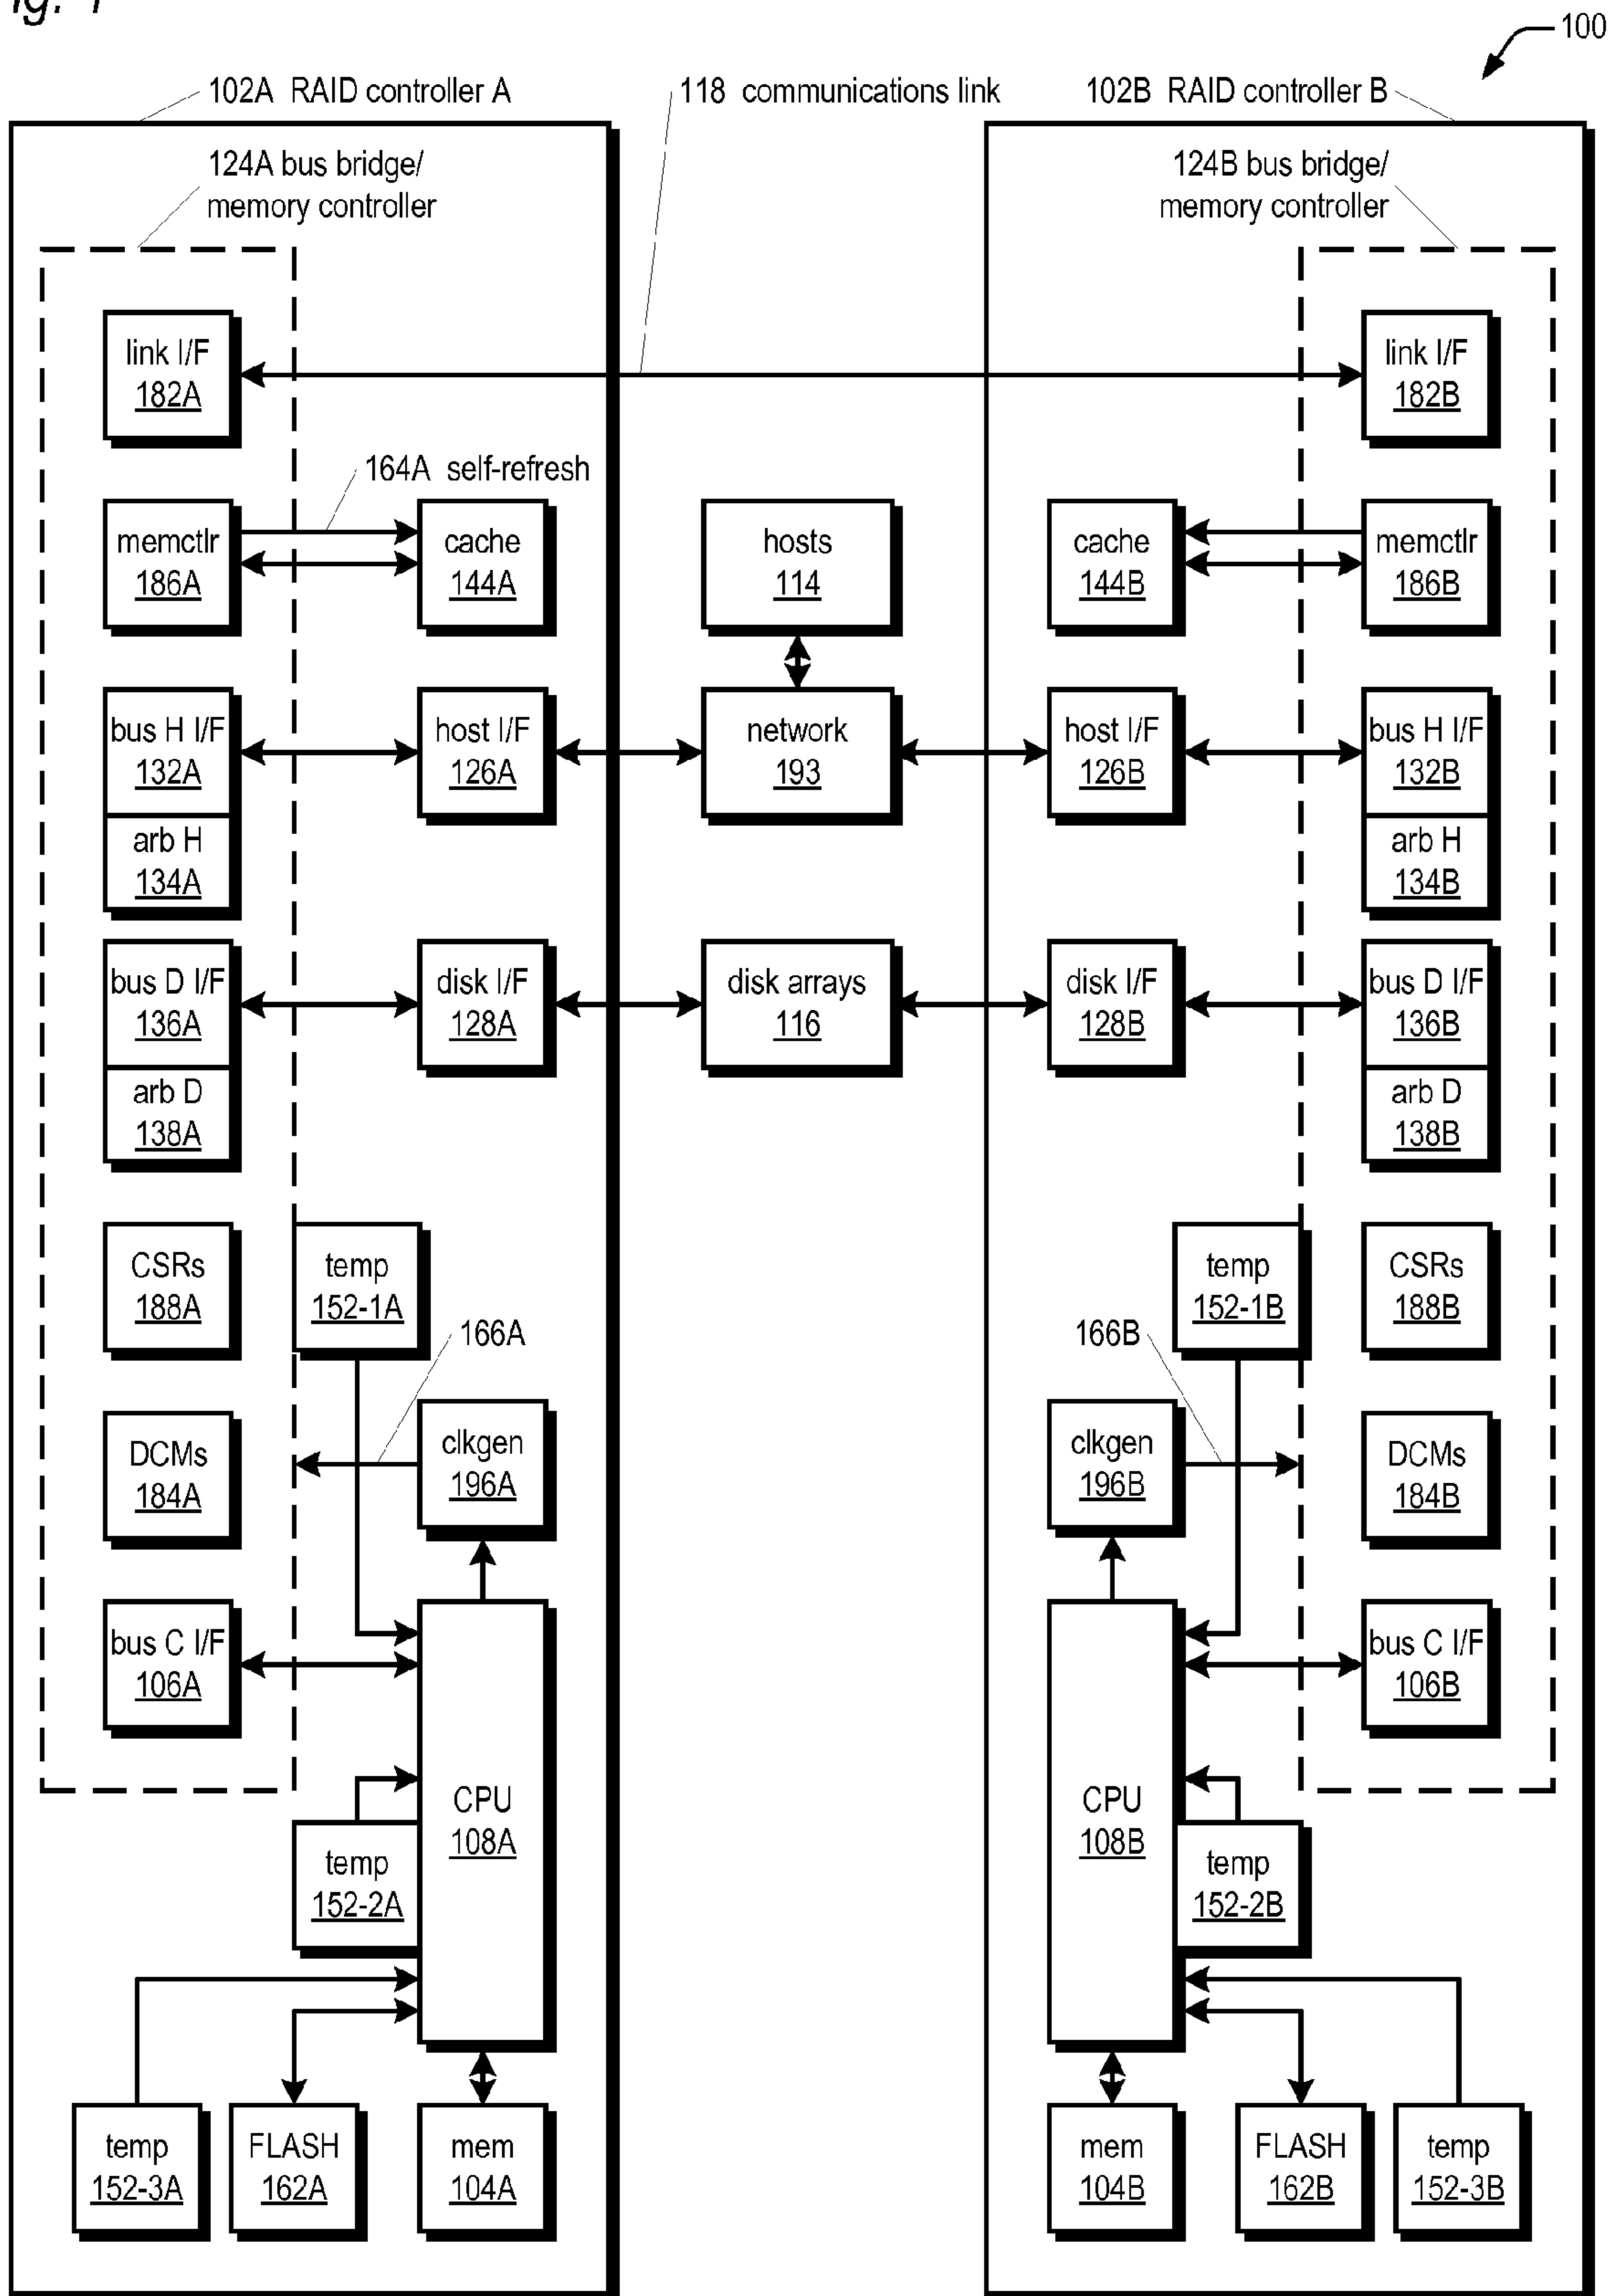 ig. 1
100
102A RAID controller A
118 communications link
102B RAID controller B
124A bus bridge/
memory controller
124B bus bridge/
memory controller
link I/F
182A
link I/F
182B
164A self-refresh
memctlr
186A
cache
144A
hosts
114
cache
144B
memctlr
186B
bus H I/F
132A
host I/F
126A
network
193
host I/F
126B
bus H I/F
132B
arb H
134A
arb H
134B
bus D I/F
136A
disk I/F
128A
disk arrays
116
disk I/F
128B
bus D I/F
136B
arb D
138A
arb D
138B
CSRs
188A
temp
152-1A
temp
152-1B
CSRs
188B
166A
166B
DCMs
184A
clkgen
196A
clkgen
196B
DCMs
184B
bus C I/F
106A
bus C I/F
106B
CPU
108A
CPU
108B
temp
152-2A
temp
152-2B
temp
152-3A
FLASH
162A
mem
104A
mem
104B
FLASH
162B
temp
152-3B